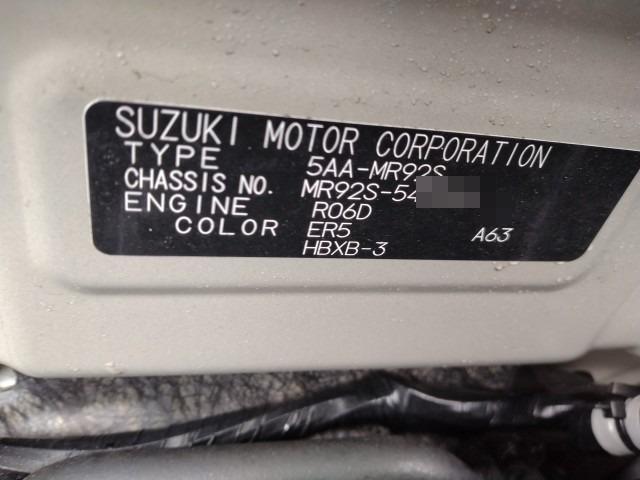 SUZUKI MOTOR CORPORATION
TYPE 5AA-MR92S
CHASSIS NO. MR92S-54
ENGINE R06D
COLOR ER5 A63
HBXB-3